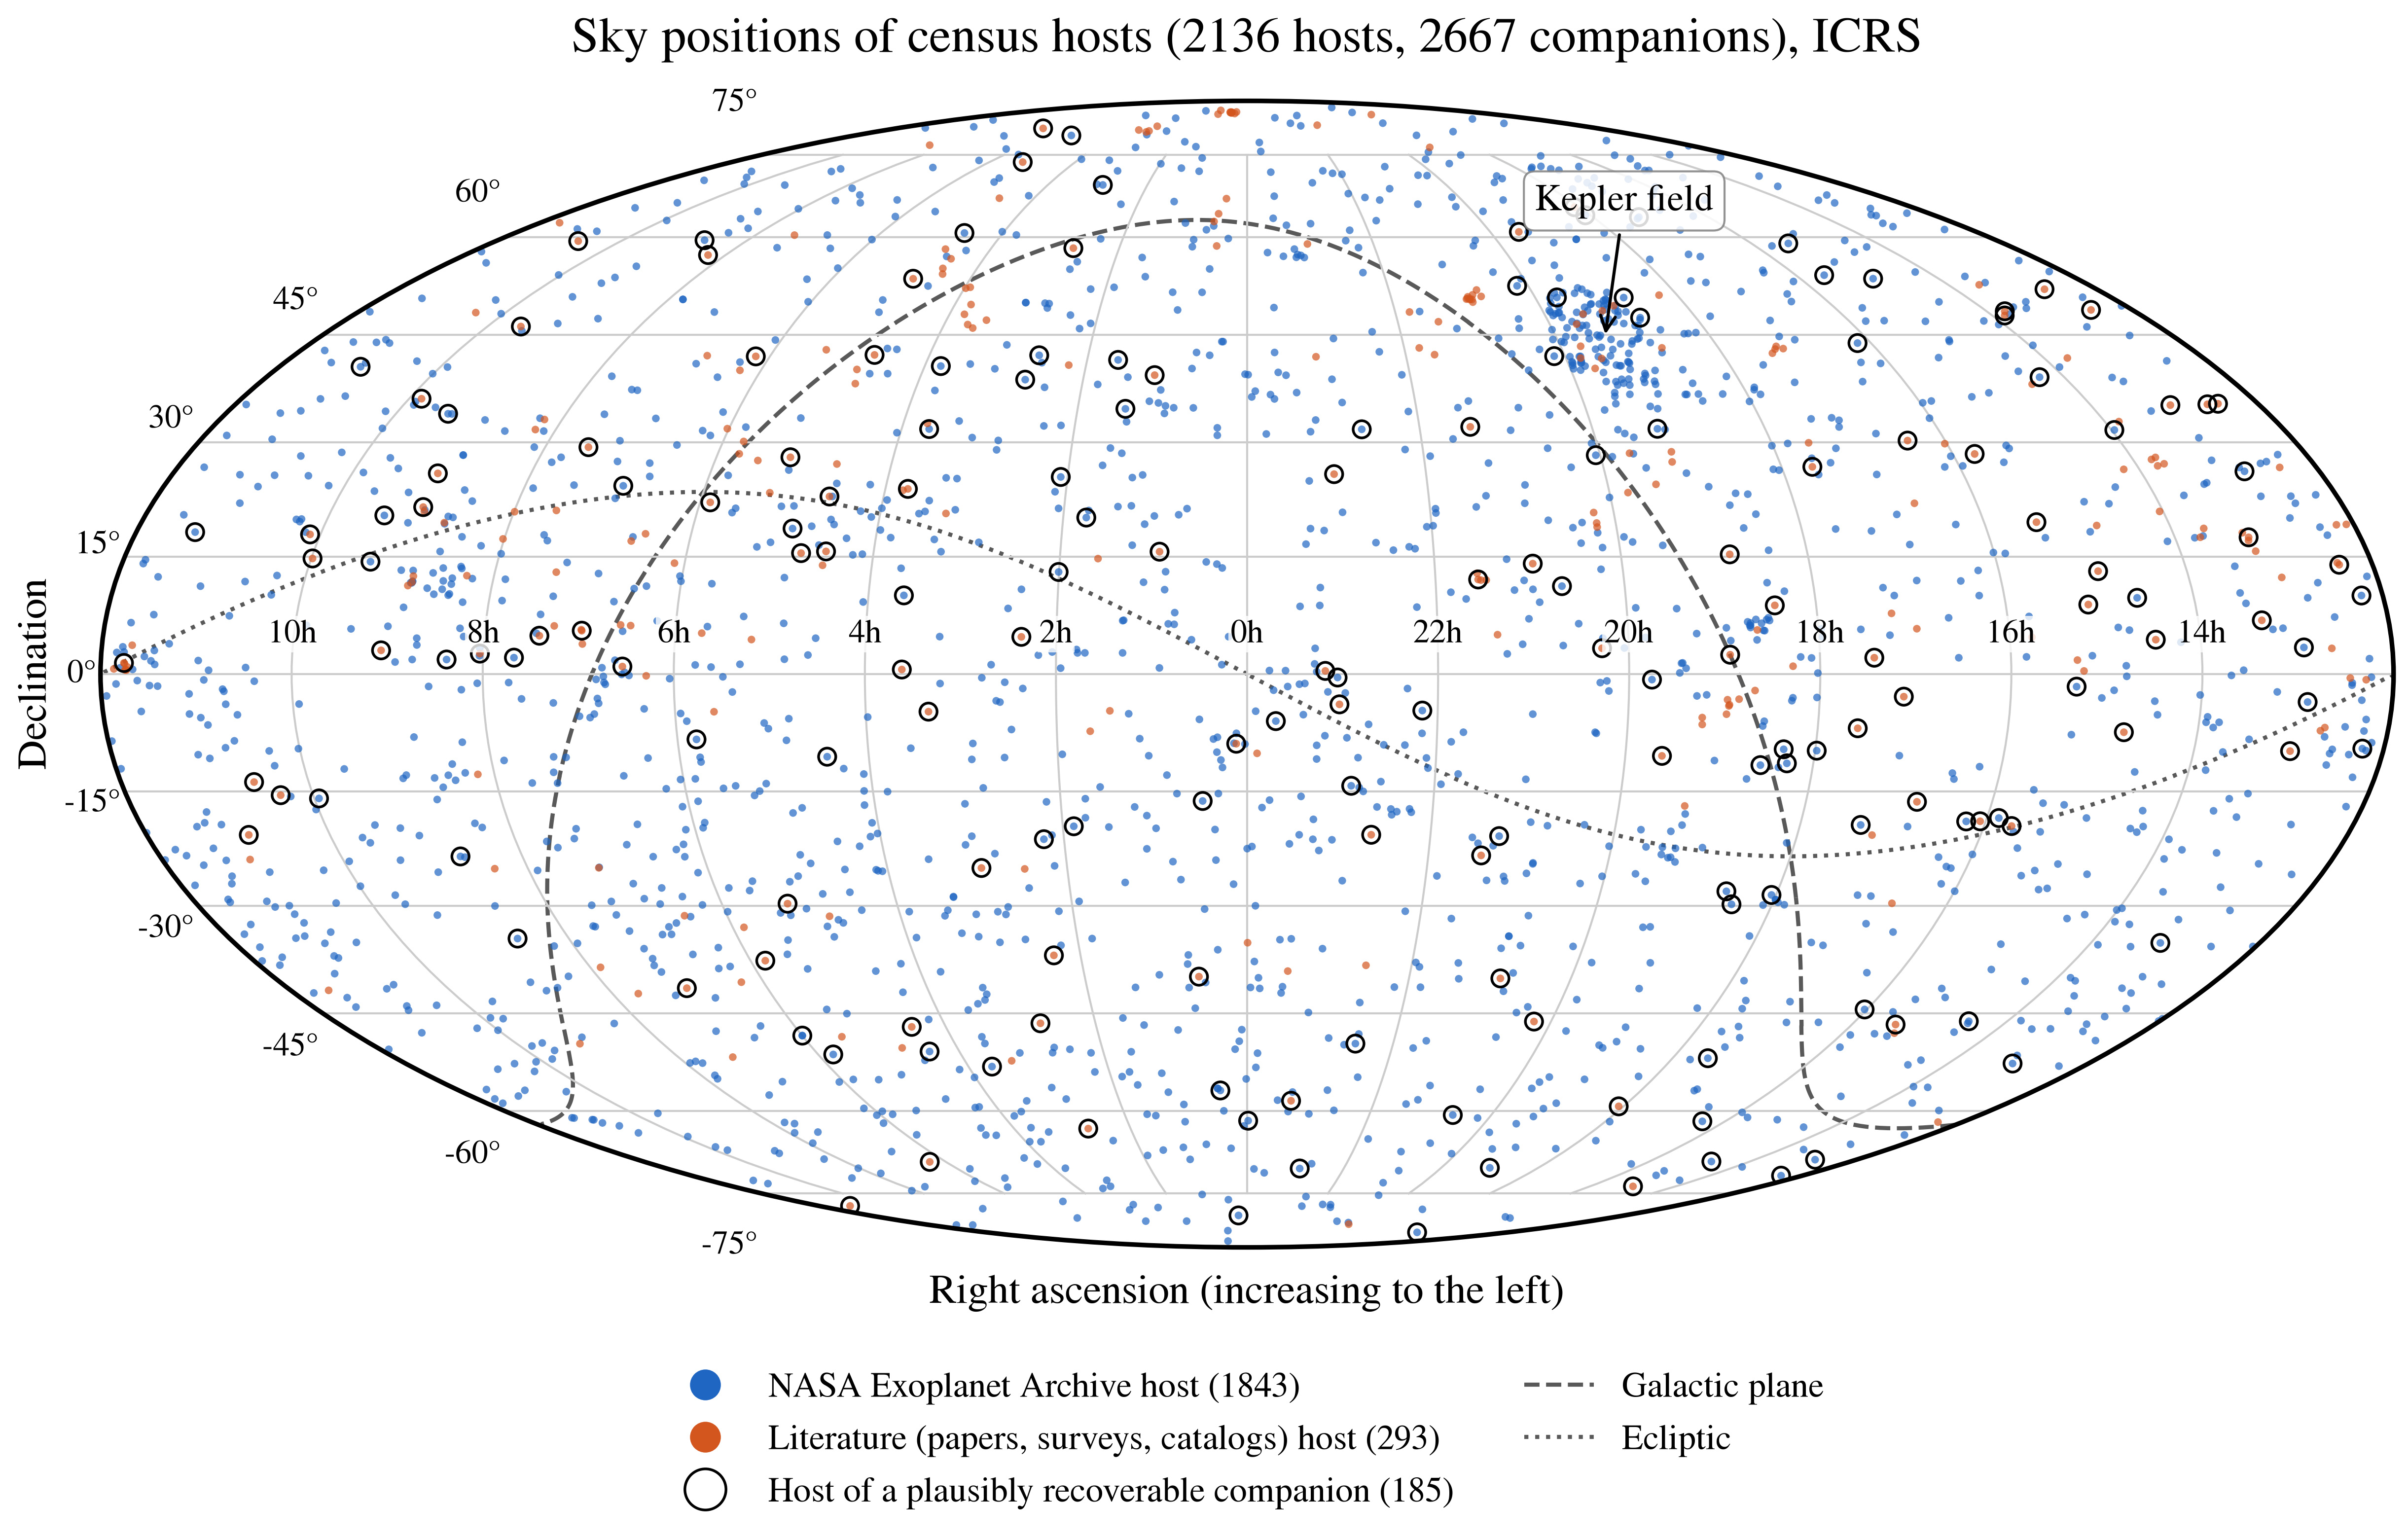 Sky positions of census hosts (2136 hosts, 2667 companions), ICRS
75°
60°
Kepler field
45°
30°
15°
10h 8h 6h 4h 2h 0h 22h 20h 18h 16h 14h
0°
Declination
-15°
-30°
-45°
-60°
-75°
Right ascension (increasing to the left)
NASA Exoplanet Archive host (1843)
Literature (papers, surveys, catalogs) host (293)
Host of a plausibly recoverable companion (185)
Galactic plane
Ecliptic